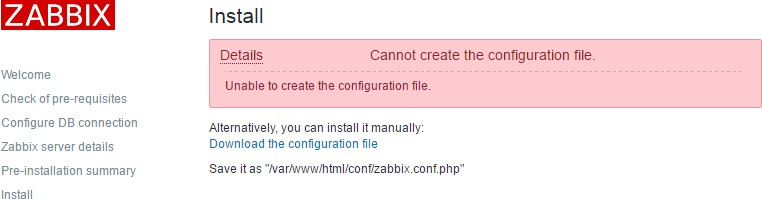 ZABBIX
Welcome
Check of pre-requisites
Configure DB connection
Zabbix server details
Pre-installation summary
Install
Install
Details Cannot create the configuration file.
Unable to create the configuration file.
Alternatively, you can install it manually:
Download the configuration file
Save it as "/var/www/html/conf/zabbix.conf.php"